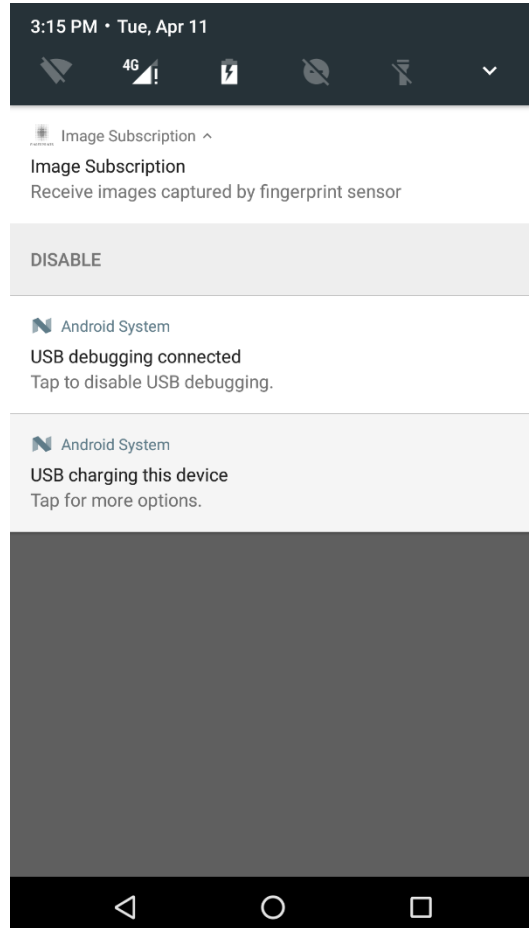 3:15 PM • Tue, Apr 11
4G
Image Subscription
Image Subscription
Receive images captured by fingerprint sensor
DISABLE
Android System
USB debugging connected
Tap to disable USB debugging.
Android System
USB charging this device
Tap for more options.